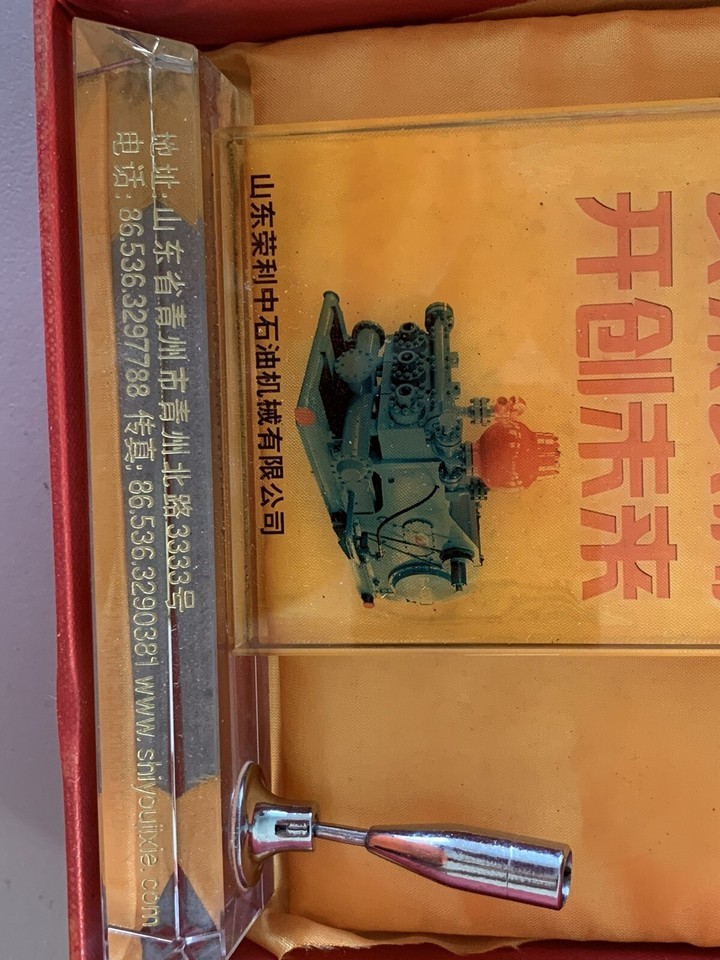 开创未来
山东荣利中石油机械有限公司
地址:山东省青州市青州北路3333号
电话: 86.536.3297788 传真: 86.536.3290381 www.shiyoujixie.com